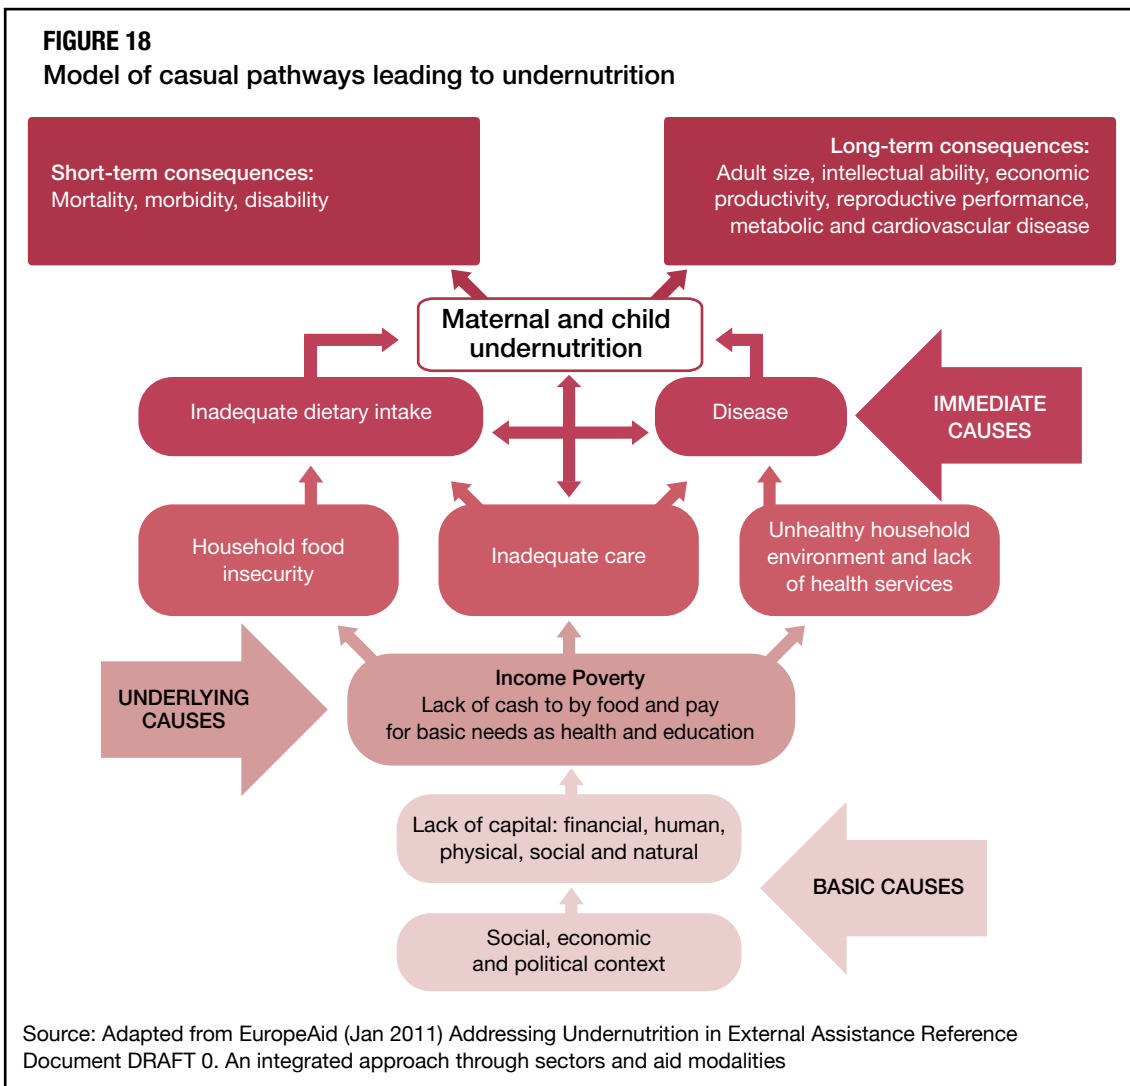 FIGURE 18
Model of casual pathways leading to undernutrition
Short-term consequences:
Mortality, morbidity, disability
Long-term consequences:
Adult size, intellectual ability, economic
productivity, reproductive performance,
metabolic and cardiovascular disease
Maternal and child
undernutrition
Inadequate dietary intake
Disease
IMMEDIATE
CAUSES
Household food
insecurity
Inadequate care
Unhealthy household
environment and lack
of health services
UNDERLYING
CAUSES
Income Poverty
Lack of cash to by food and pay
for basic needs as health and education
Lack of capital: financial, human,
physical, social and natural
BASIC CAUSES
Social, economic
and political context
Source: Adapted from EuropeAid (Jan 2011) Addressing Undernutrition in External Assistance Reference
Document DRAFT 0. An integrated approach through sectors and aid modalities